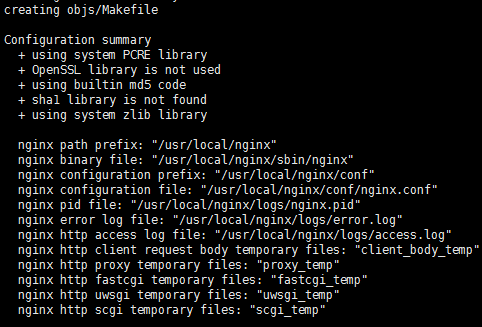 creating objs/Makefile
Configuration summary
+ using system PCRE library
+ OpenSSL library is not used
+ using builtin md5 code
+ sha1 library is not found
+ using system zlib library
nginx path prefix: "/usr/local/nginx"
nginx binary file: "/usr/local/nginx/sbin/nginx"
nginx configuration prefix: "/usr/local/nginx/conf"
nginx configuration file: "/usr/local/nginx/conf/nginx.conf"
nginx pid file: "/usr/local/nginx/logs/nginx.pid"
nginx error log file: "/usr/local/nginx/logs/error.log"
nginx http access log file: "/usr/local/nginx/logs/access.log"
nginx http client request body temporary files: "client_body_temp"
nginx http proxy temporary files: "proxy_temp"
nginx http fastcgi temporary files: "fastcgi_temp"
nginx http uwsgi temporary files: "uwsgi_temp"
nginx http scgi temporary files: "scgi_temp"